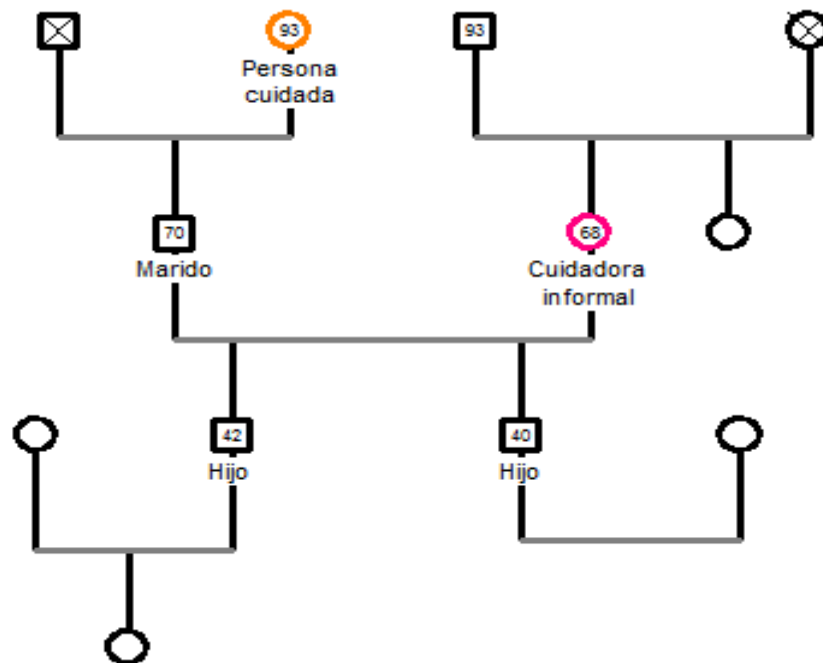 93
93
Persona
cuidada
70
68
Marido
Cuidadora
informal
42
40
Hijo
Hijo